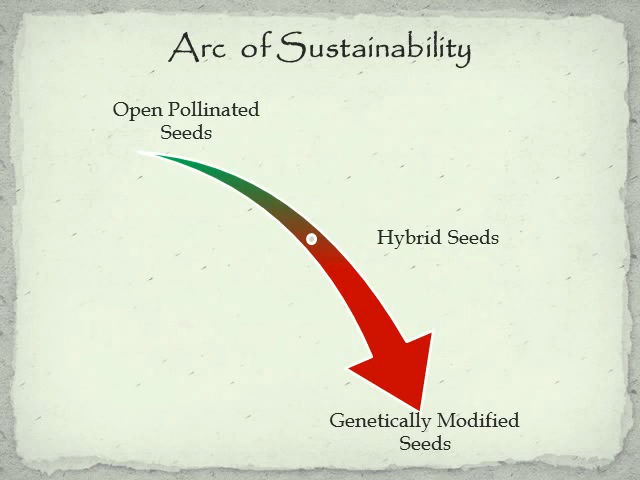 Arc of Sustainability
Open Pollinated
Seeds
Hybrid Seeds
Genetically Modified
Seeds